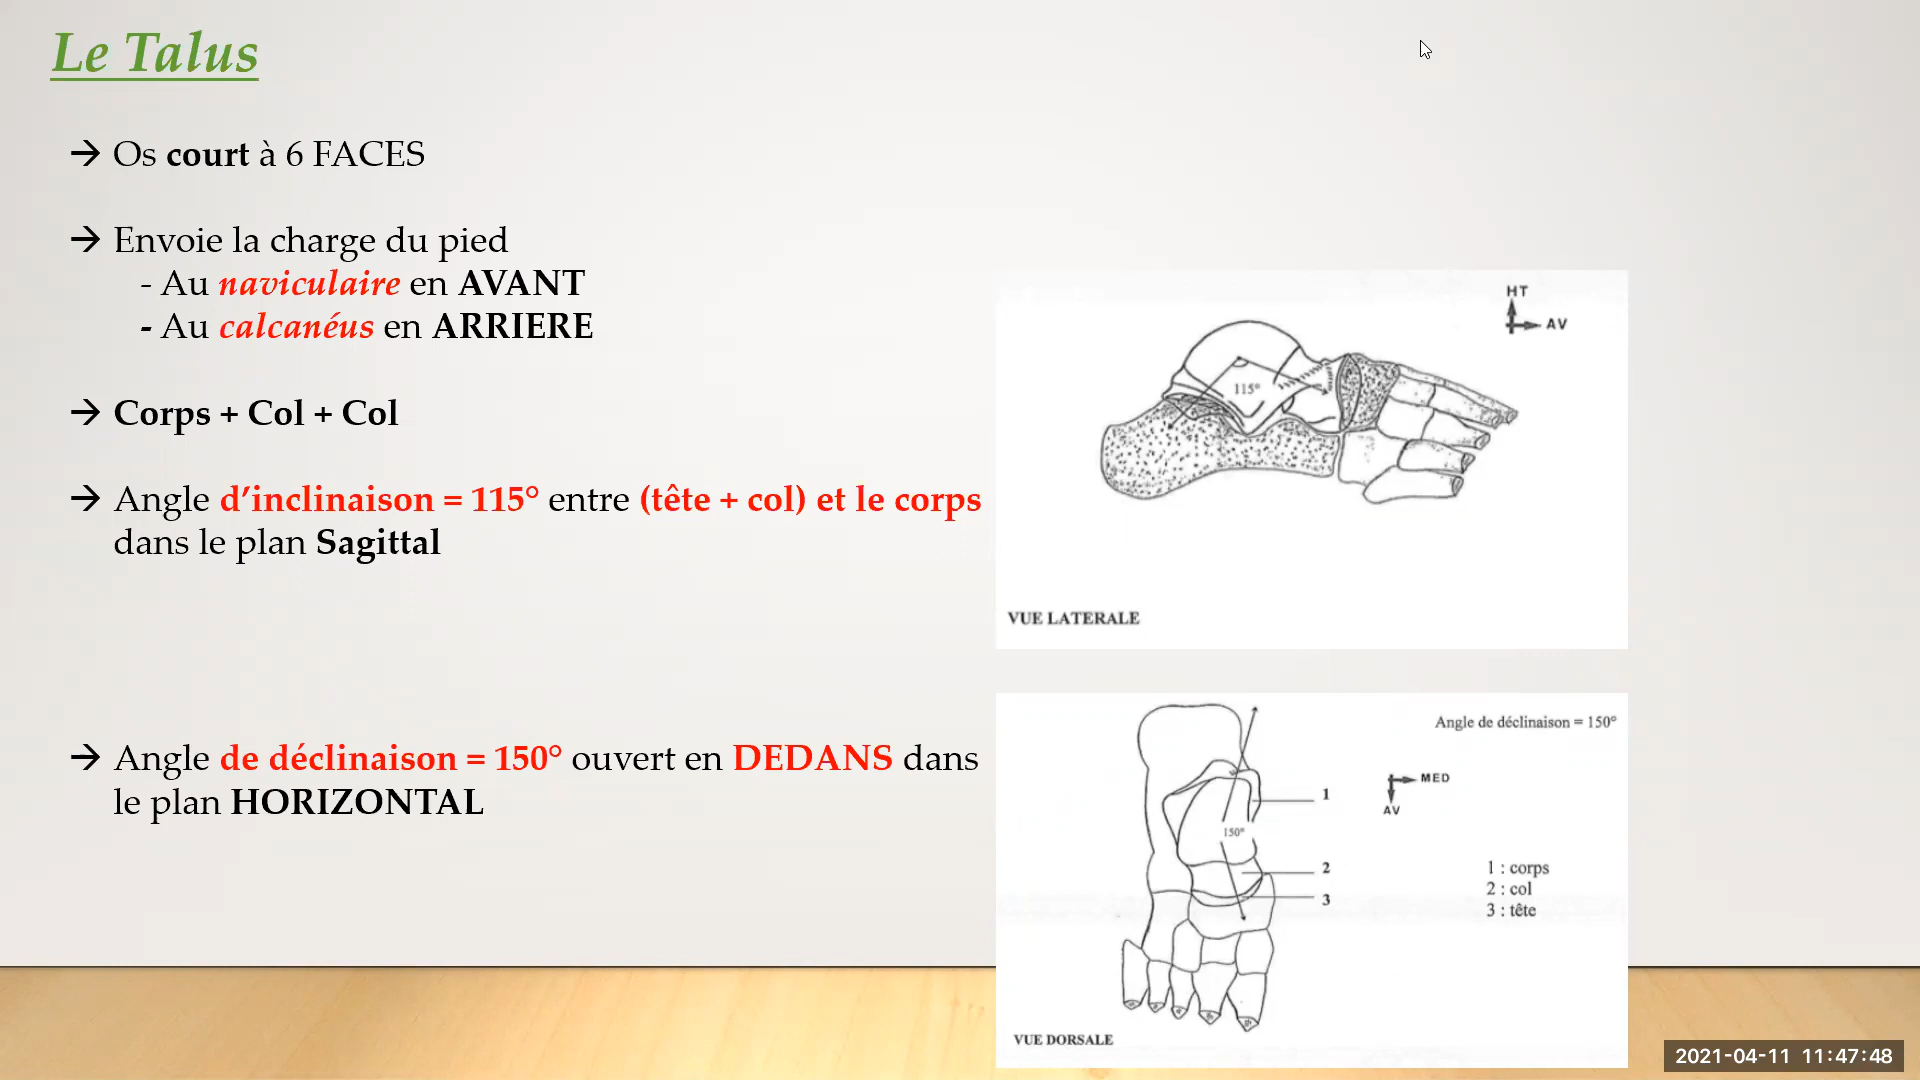 Le Talus
→ Os court à 6 FACES
→ Envoie la charge du pied
- Au naviculaire en AVANT
- Au calcanéus en ARRIERE
→ Corps + Col + Col
→ Angle d’inclinaison = 115° entre (tête + col) et le corps
dans le plan Sagittal
→ Angle de déclinaison = 150° ouvert en DEDANS dans
le plan HORIZONTAL
HT
AV
115°
VUE LATERALE
Angle de déclinaison = 150°
MED
AV
1
150°
2
3
1 : corps
2 : col
3 : tête
VUE DORSALE
2021-04-11 11:47:48